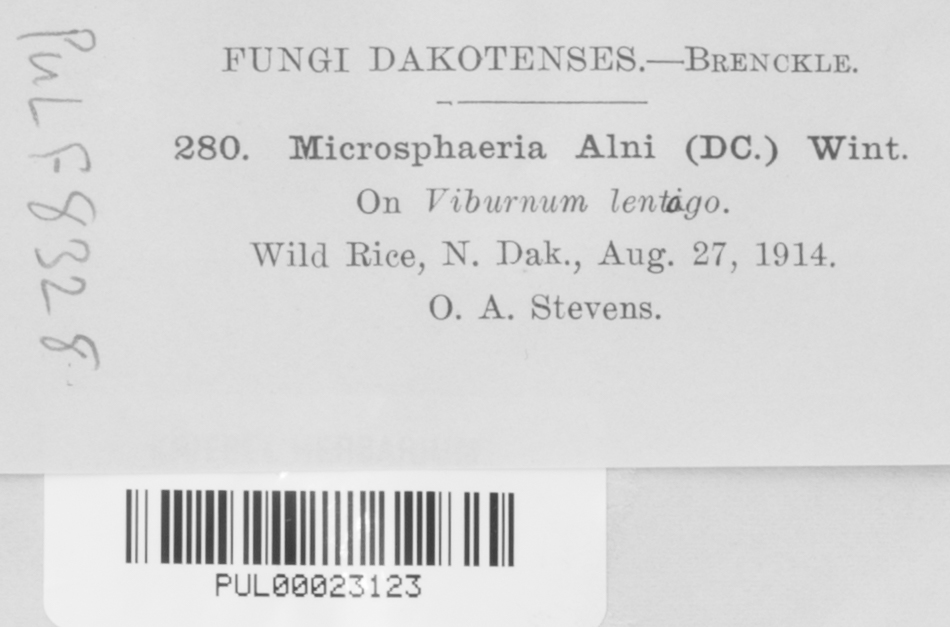 PUL F8328
FUNGI DAKOTENSES.—BRENCKLE.
280. Microsphaeria Alni (DC.) Wint.
On Viburnum lentago.
Wild Rice, N. Dak., Aug. 27, 1914.
O. A. Stevens.
PUL00023123